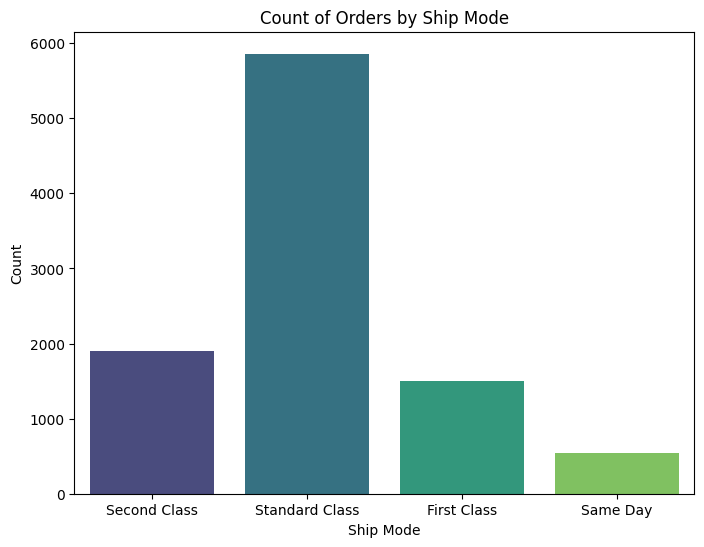 Count of Orders by Ship Mode
6000
5000
4000
3000
2000
1000
0
Count
Second Class
Standard Class
First Class
Same Day
Ship Mode